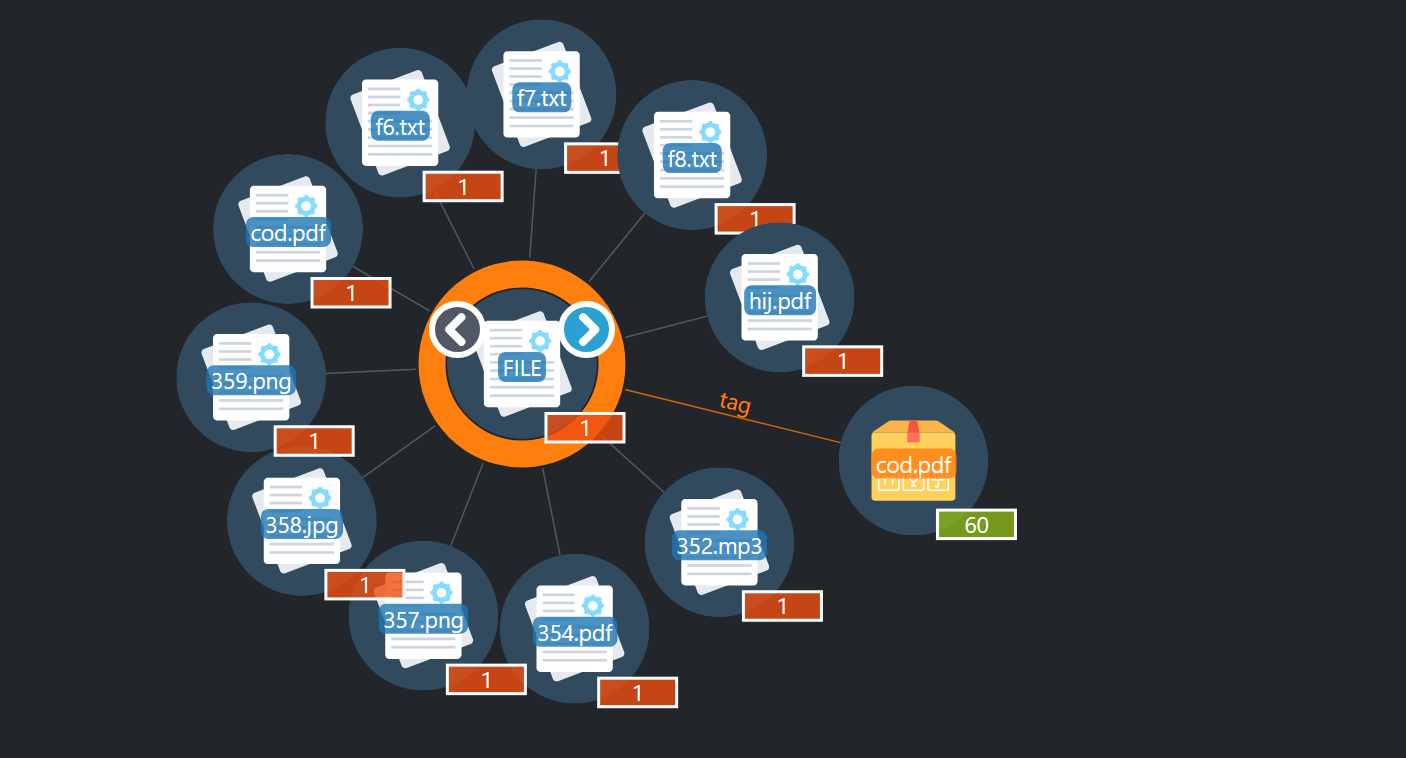 f7.txt
1
f6.txt
1
f8.txt
1
cod.pdf
1
hij.pdf
1
FILE
1
359.png
1
tag
cod.pdf
60
358.jpg
1
352.mp3
1
357.png
1
354.pdf
1